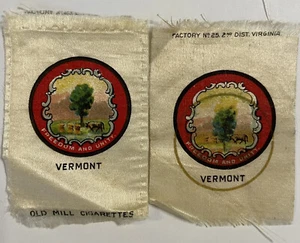 FREEDOM AND UNITY
VERMONT
OLD MILL CIGARETTES
FACTORY Nº 25, 2ND DIST. VIRGINIA
FREEDOM AND UNITY
VERMONT